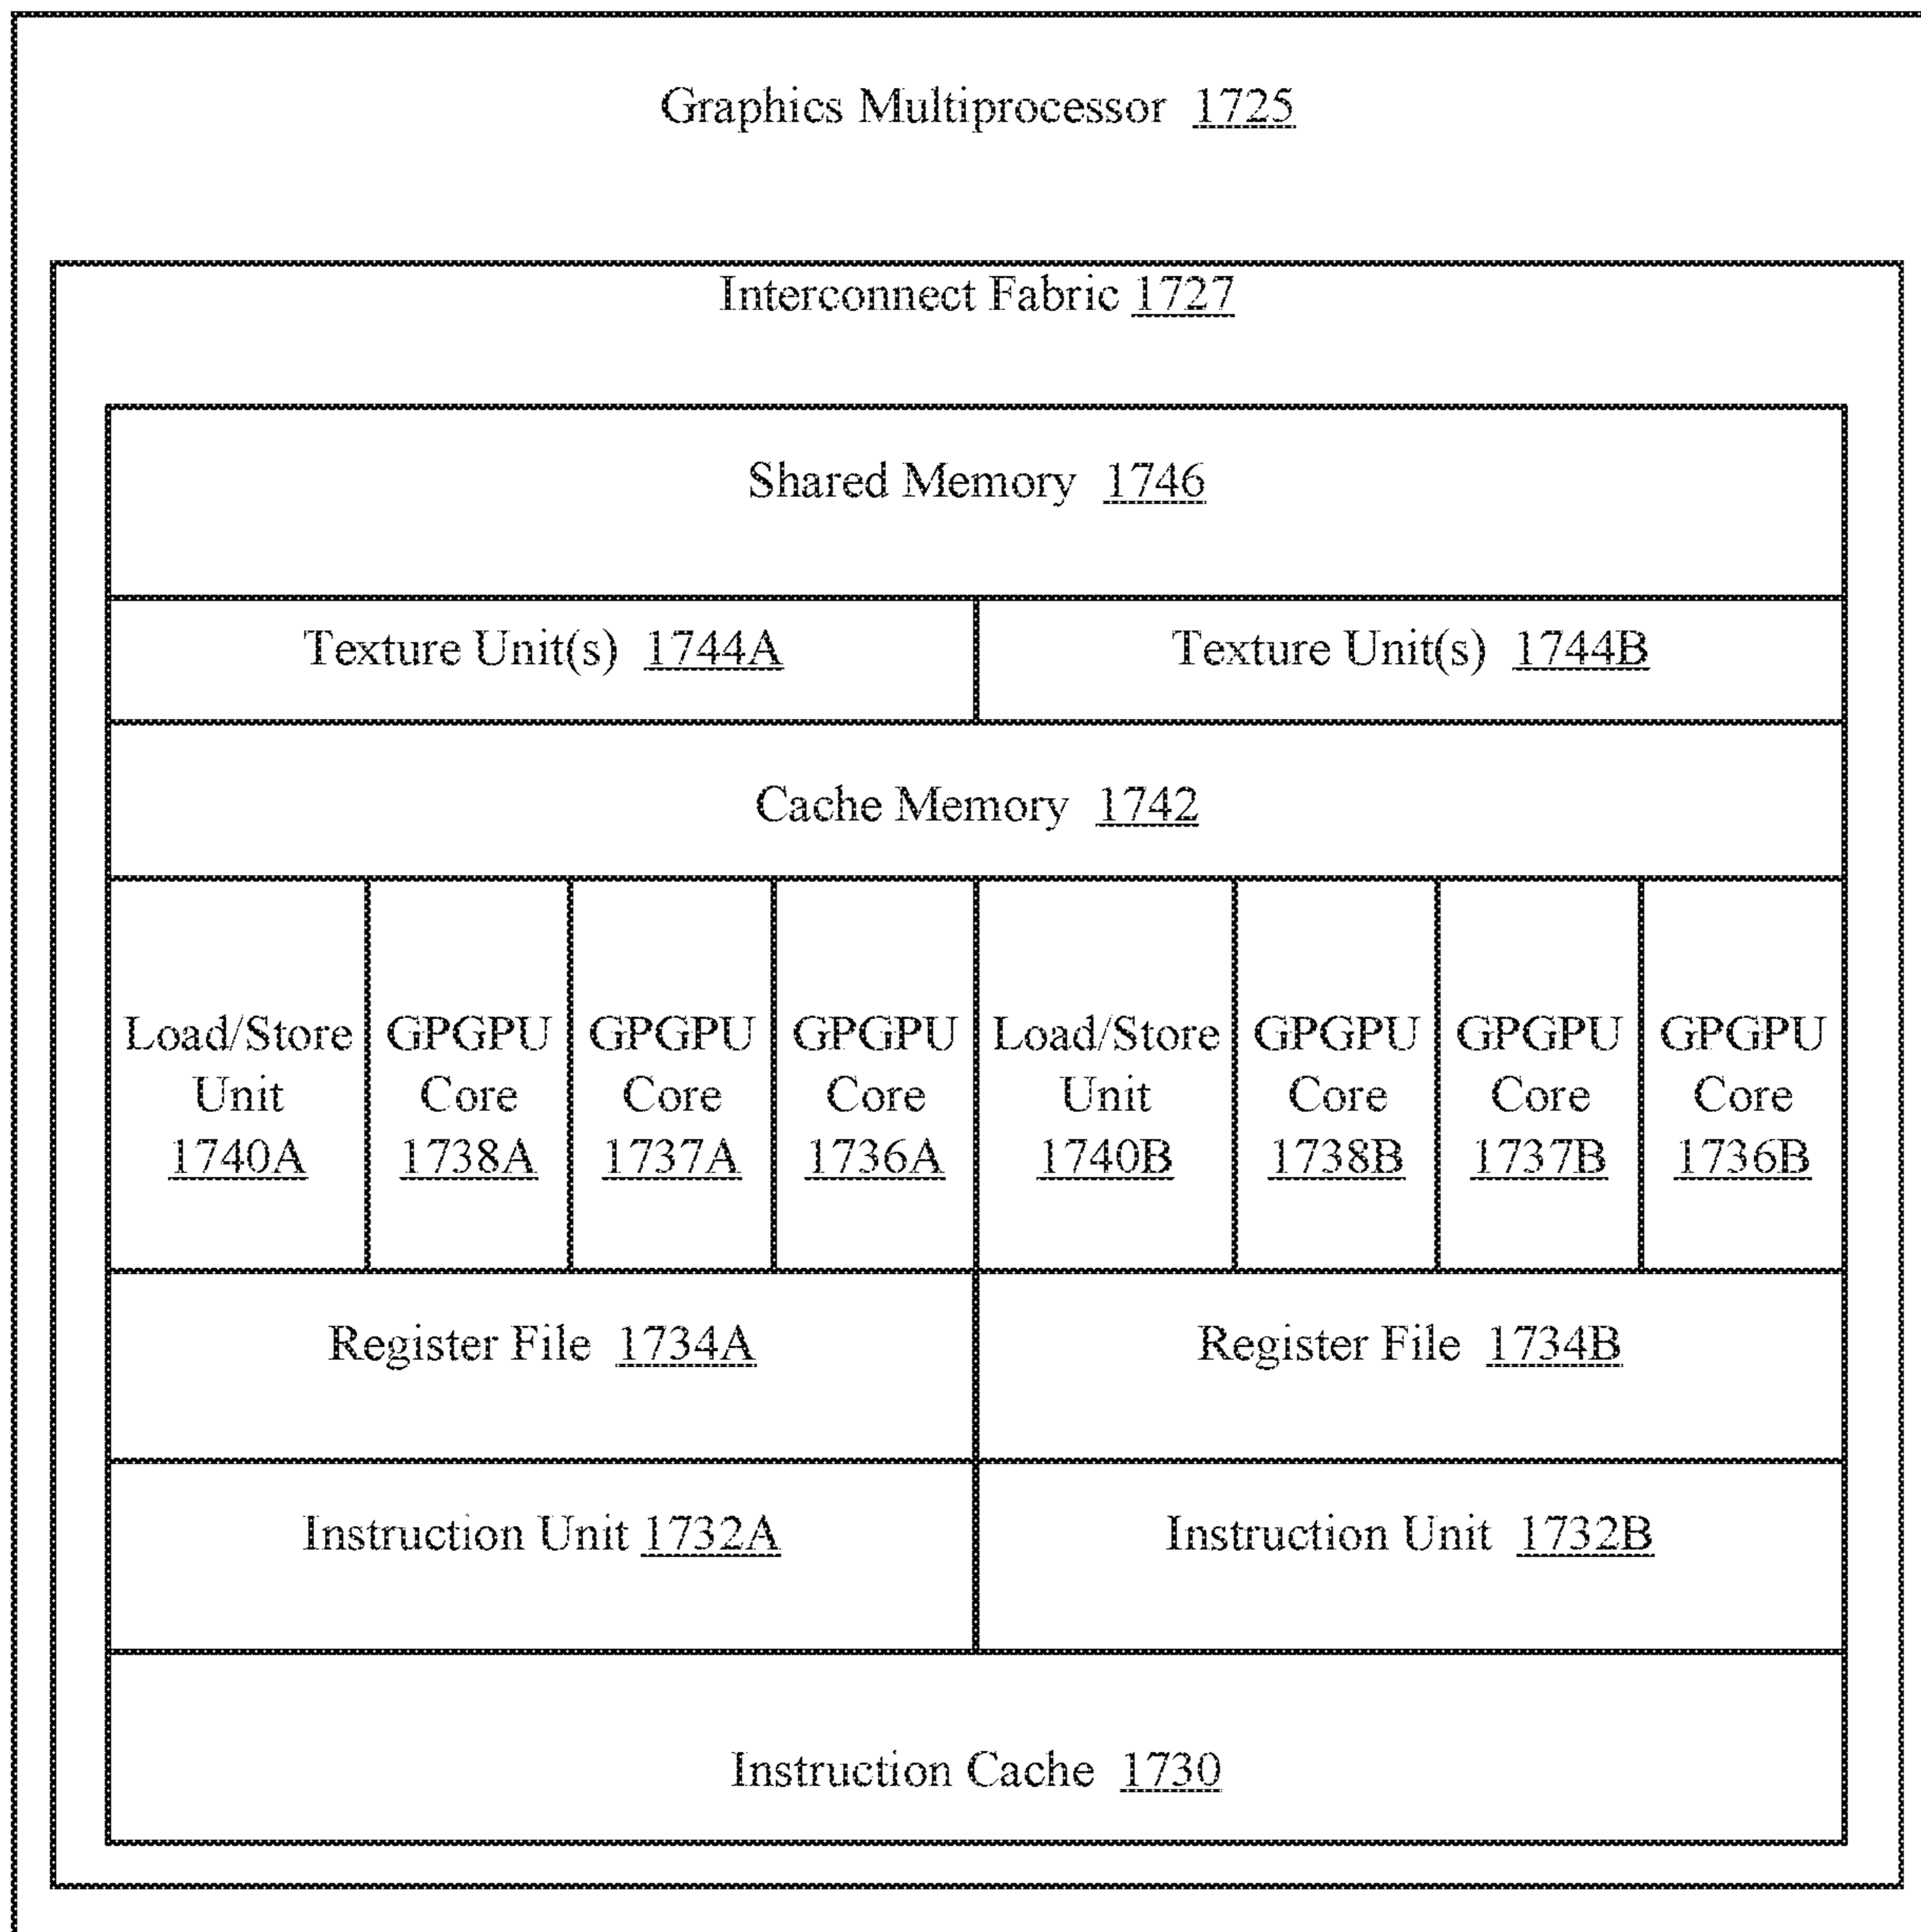 Graphics Multiprocessor 1725
Interconnect Fabric 1727
Shared Memory 1746
Texture Unit(s) 1744A
Texture Unit(s) 1744B
Cache Memory 1742
Load/Store
Unit
1740A
GPGPU
Core
1738A
GPGPU
Core
1737A
GPGPU
Core
1736A
Load/Store
Unit
1740B
GPGPU
Core
1738B
GPGPU
Core
1737B
GPGPU
Core
1736B
Register File 1734A
Register File 1734B
Instruction Unit 1732A
Instruction Unit 1732B
Instruction Cache 1730